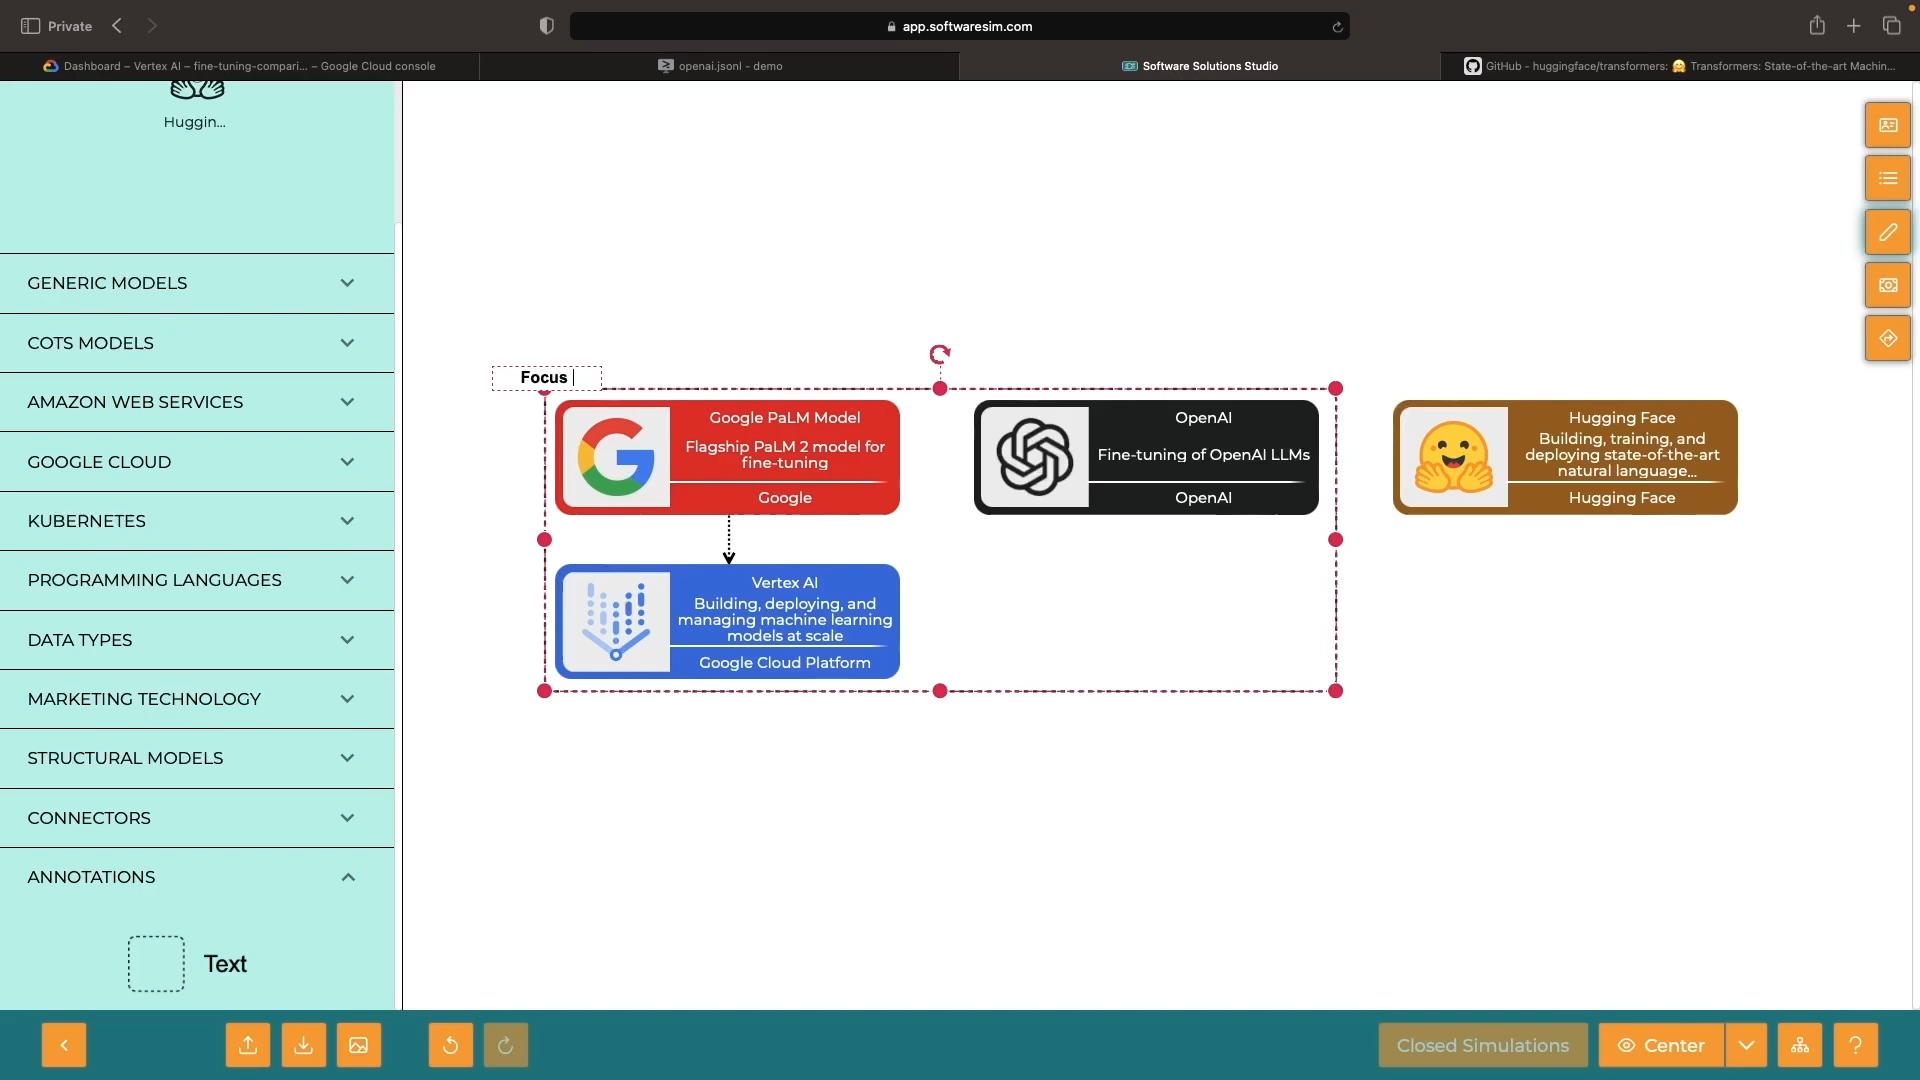 Private
app.softwaresim.com
Dashboard – Vertex AI – fine-tuning-compari... – Google Cloud console
openai.jsonl - demo
Software Solutions Studio
GitHub - huggingface/transformers: 🤗 Transformers: State-of-the-art Machin...
Huggin...
GENERIC MODELS
COTS MODELS
AMAZON WEB SERVICES
GOOGLE CLOUD
KUBERNETES
PROGRAMMING LANGUAGES
DATA TYPES
MARKETING TECHNOLOGY
STRUCTURAL MODELS
CONNECTORS
ANNOTATIONS
Text
Focus
Google PaLM Model
Flagship PaLM 2 model for
fine-tuning
Google
OpenAI
Fine-tuning of OpenAI LLMs
OpenAI
Hugging Face
Building, training, and
deploying state-of-the-art
natural language...
Hugging Face
Vertex AI
Building, deploying, and
managing machine learning
models at scale
Google Cloud Platform
Closed Simulations
Center
?